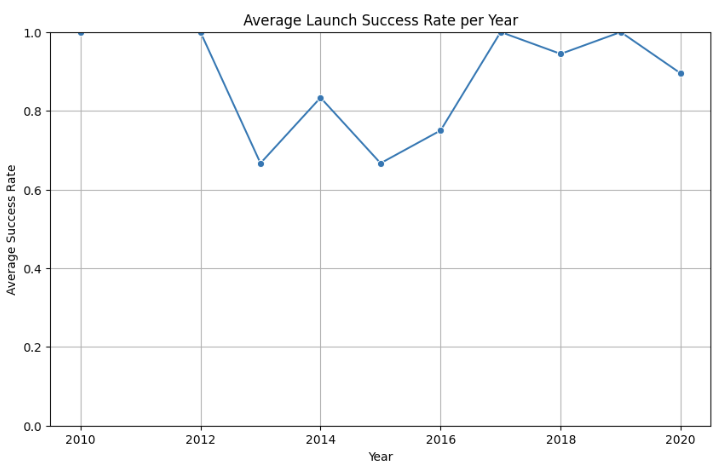 Average Launch Success Rate per Year
1.0
0.8
0.6
0.4
0.2
0.0
Average Success Rate
2010 2012 2014 2016 2018 2020
Year